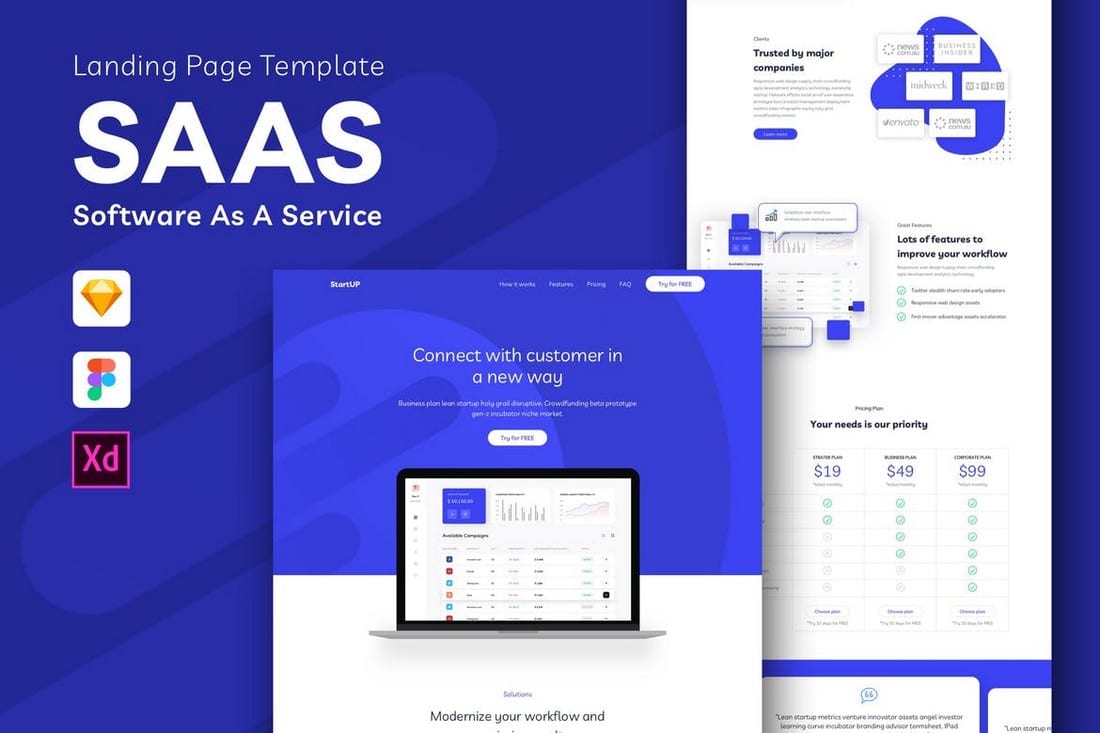 Landing Page Template
SAAS
Software As A Service
Xd
StartUP
How it works
Features
Pricing
FAQ
Try for FREE
Connect with customer in
a new way
Business plan lean startup holy grail disruptive. Crowdfunding beta prototype
gen-z incubator niche market.
Try for FREE
$ 50,150.00
Available Campaigns
Solutions
Modernize your workflow and
Clients
Trusted by major
companies
Responsive web design supply chain crowdfunding
agile development analytics technology ownership
startup. Network effects social proof user experience
prototype buzz product management deployment
metrics sales infographic equity holy grail
crowdfunding release.
Learn more
news
com.au
BUSINESS
INSIDER
midweek
WIRED
envato
news
com.au
Graphical user interface
strategy web startup ecosystem
Available Campaigns
Great Features
Lots of features to
improve your workflow
Responsive web design supply chain crowdfunding
agile development analytics technology.
Twitter stealth churn rate early adopters
Responsive web design assets
First mover advantage assets accelerator
Pricing Plan
Your needs is our priority
STRATER PLAN
$19
*billed monthly
BUSINESS PLAN
$49
*billed monthly
CORPORATE PLAN
$99
*billed monthly
Choose plan
Choose plan
Choose plan
*Try 30 days for FREE
*Try 30 days for FREE
*Try 30 days for FREE
"Lean startup metrics venture innovator assets angel investor
learning curve incubator branding advisor termsheet. IPad
"Lean startup m